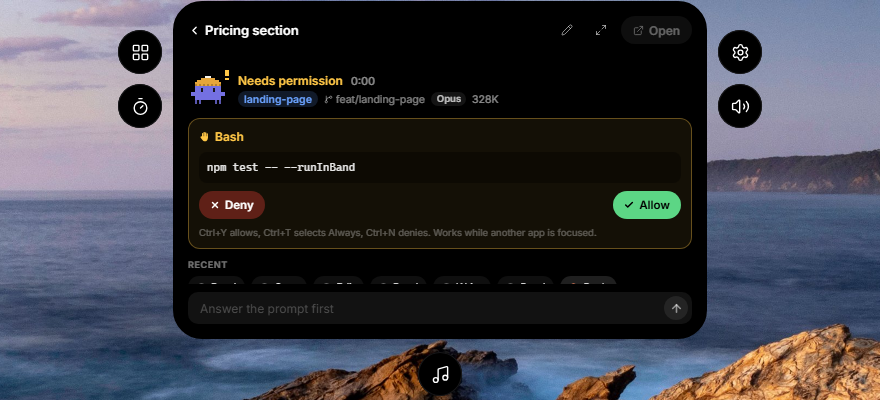 Pricing section
Open
Needs permission 0:00
landing-page feat/landing-page Opus 328K
Bash
npm test -- --runInBand
Deny
Allow
Ctrl+Y allows, Ctrl+T selects Always, Ctrl+N denies. Works while another app is focused.
RECENT
Answer the prompt first